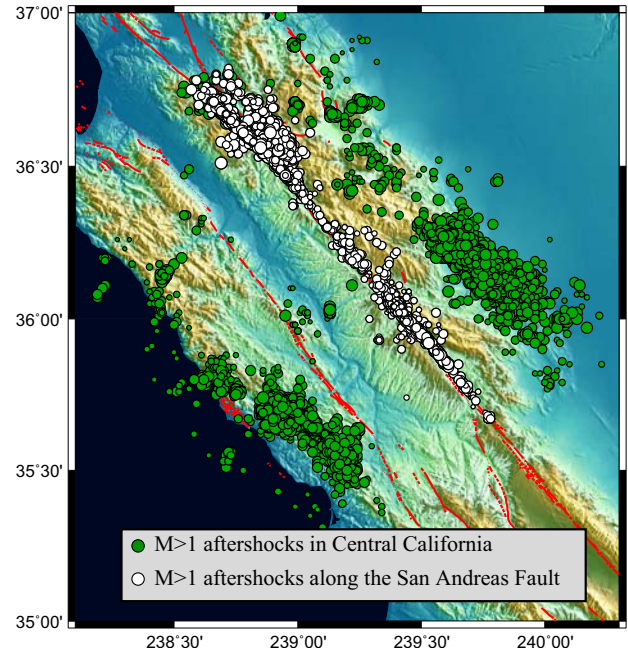 37°00'
36°30'
36°00'
35°30'
35°00'
M>1 aftershocks in Central California
M>1 aftershocks along the San Andreas Fault
238°30' 239°00' 239°30' 240°00'